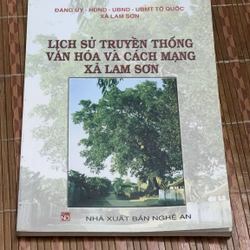 ĐẢNG ỦY - HĐND - UBND - UBMT TỔ QUỐC
XÃ LAM SƠN
LỊCH SỬ TRUYỀN THỐNG
VĂN HÓA VÀ CÁCH MẠNG
XÃ LAM SƠN
NHÀ XUẤT BẢN NGHỆ AN